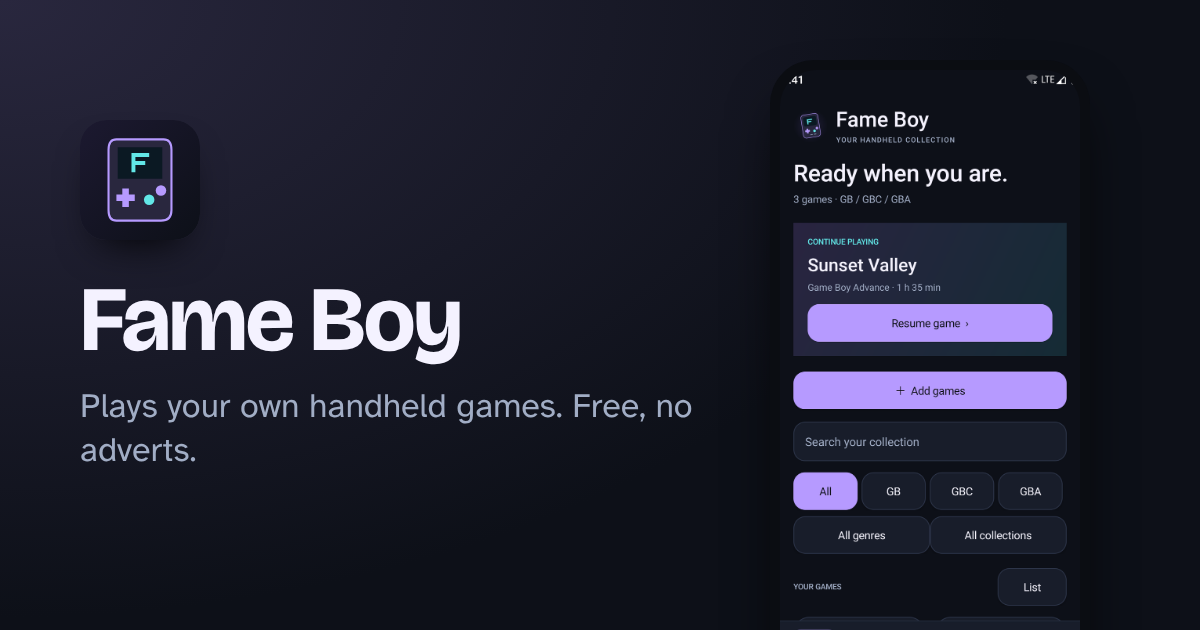 F
Fame Boy
Plays your own handheld games. Free, no
adverts.
:41
LTE
F
Fame Boy
YOUR HANDHELD COLLECTION
Ready when you are.
3 games · GB / GBC / GBA
CONTINUE PLAYING
Sunset Valley
Game Boy Advance · 1 h 35 min
Resume game ›
+ Add games
Search your collection
All GB GBC GBA
All genres All collections
YOUR GAMES List